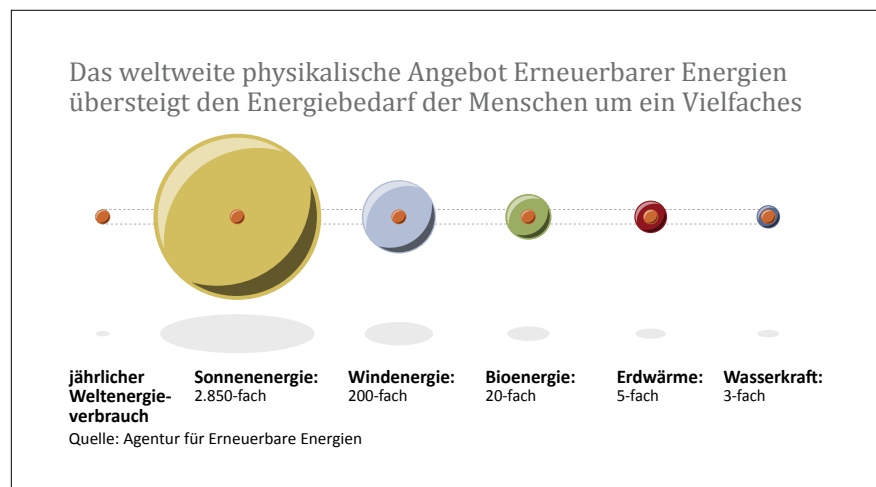 Das weltweite physikalische Angebot Erneuerbarer Energien
übersteigt den Energiebedarf der Menschen um ein Vielfaches
jährlicher
Weltenergie-
verbrauch
Sonnenenergie:
2.850-fach
Windenergie:
200-fach
Bioenergie:
20-fach
Erdwärme:
5-fach
Wasserkraft:
3-fach
Quelle: Agentur für Erneuerbare Energien